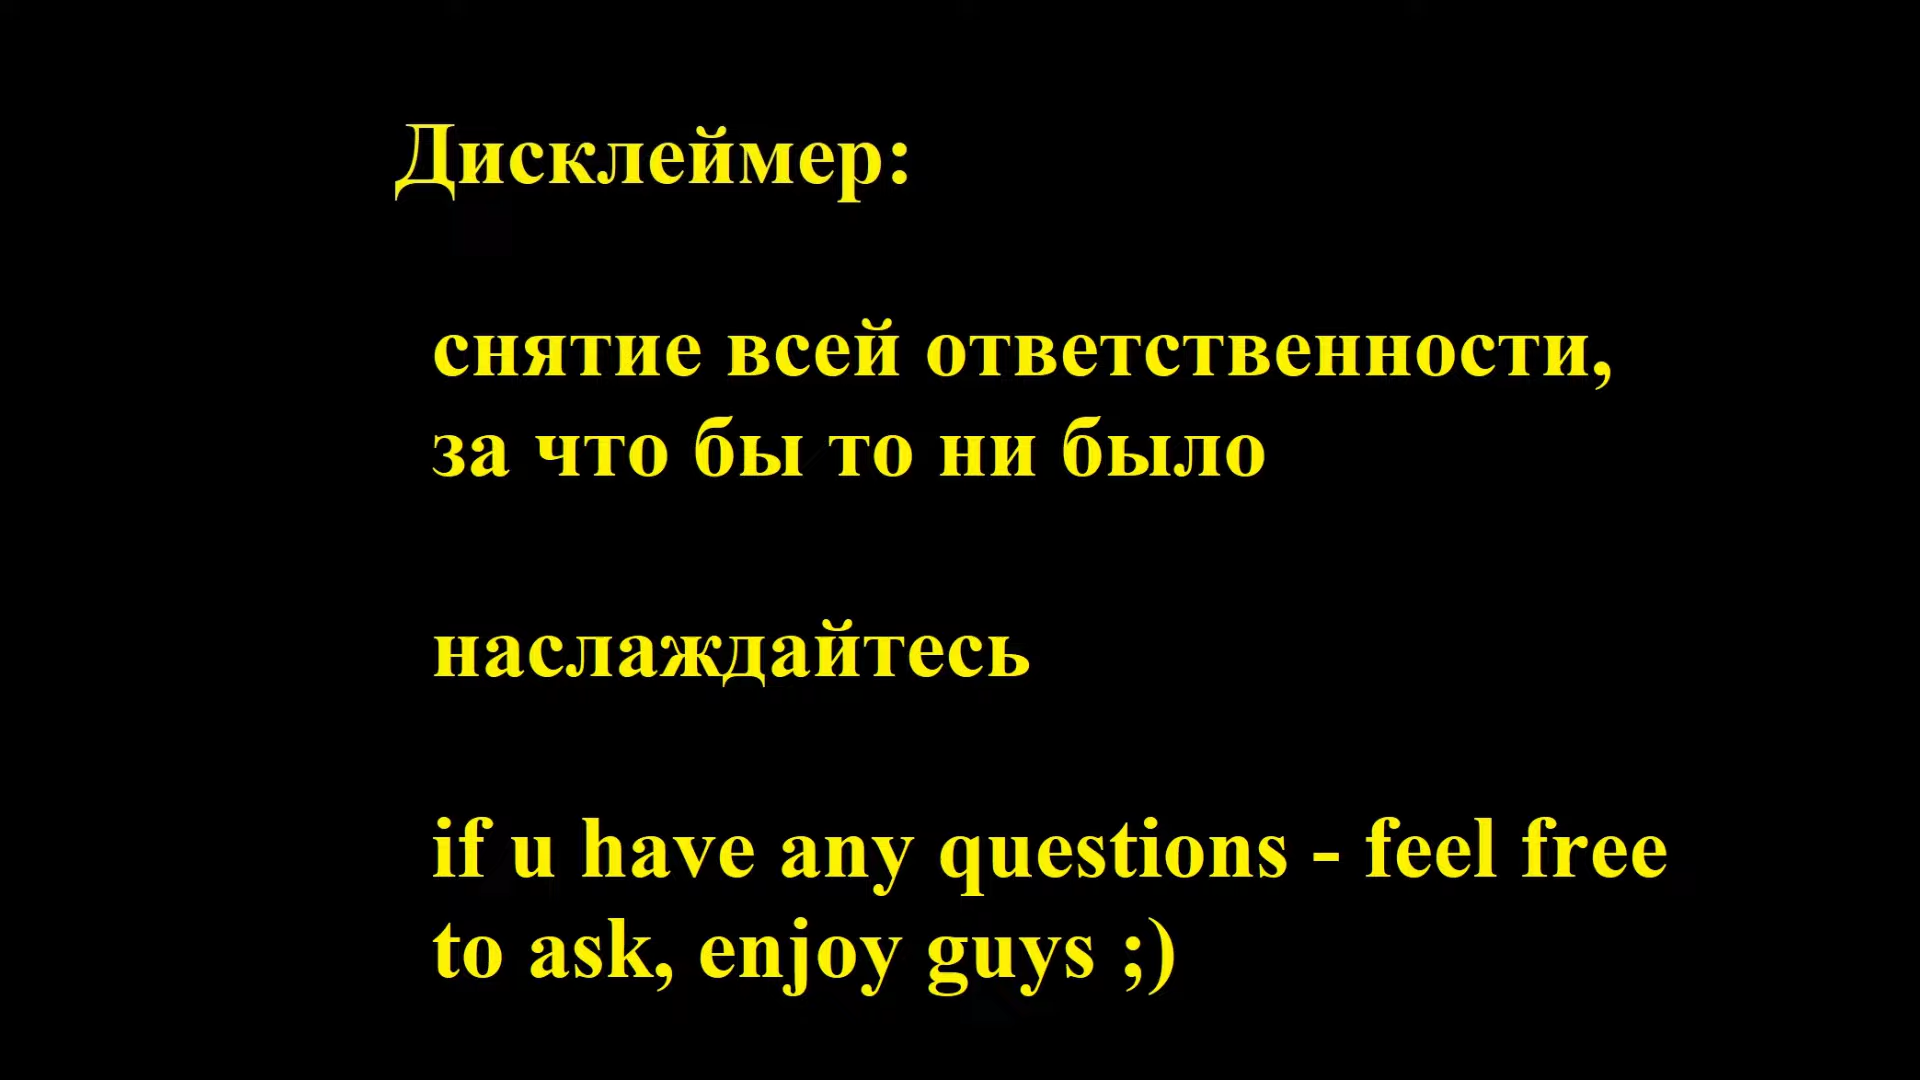 Дисклеймер:
снятие всей ответственности,
за что бы то ни было
наслаждайтесь
if u have any questions - feel free
to ask, enjoy guys ;)